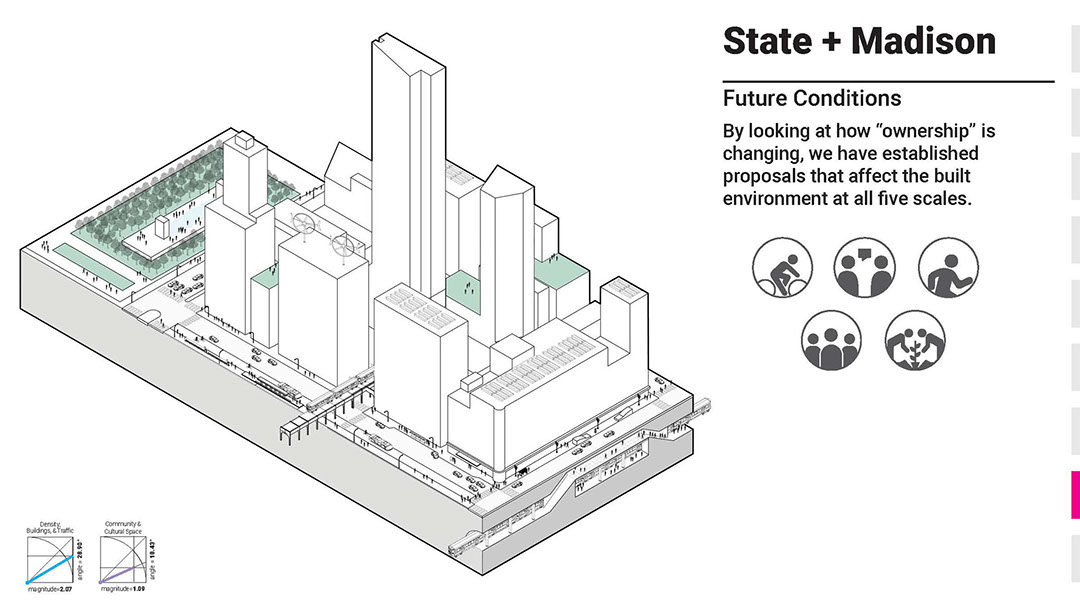 State + Madison
Future Conditions
By looking at how “ownership” is
changing, we have established
proposals that affect the built
environment at all five scales.
Density,
Buildings, & Traffic
angle = 28.90°
magnitude=2.07
Community &
Cultural Space
angle = 18.43°
magnitude=1.09